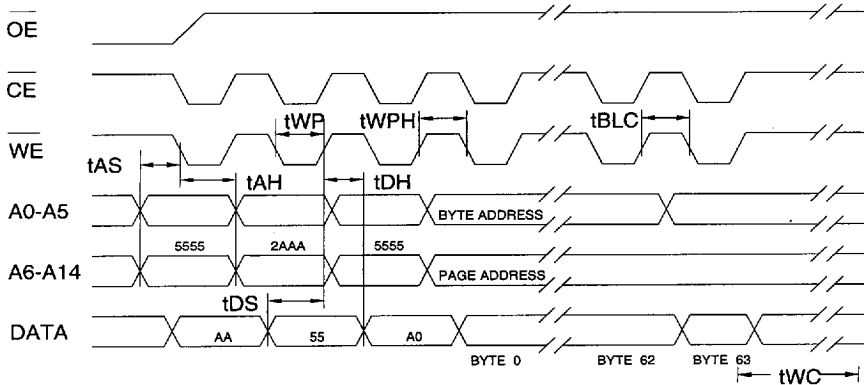 OE
CE
tWP tWPH tBLC
WE
tAS
tAH tDH
A0-A5
BYTE ADDRESS
5555 2AAA 5555
A6-A14
PAGE ADDRESS
tDS
DATA
AA 55 A0
BYTE 0 BYTE 62 BYTE 63
tWC